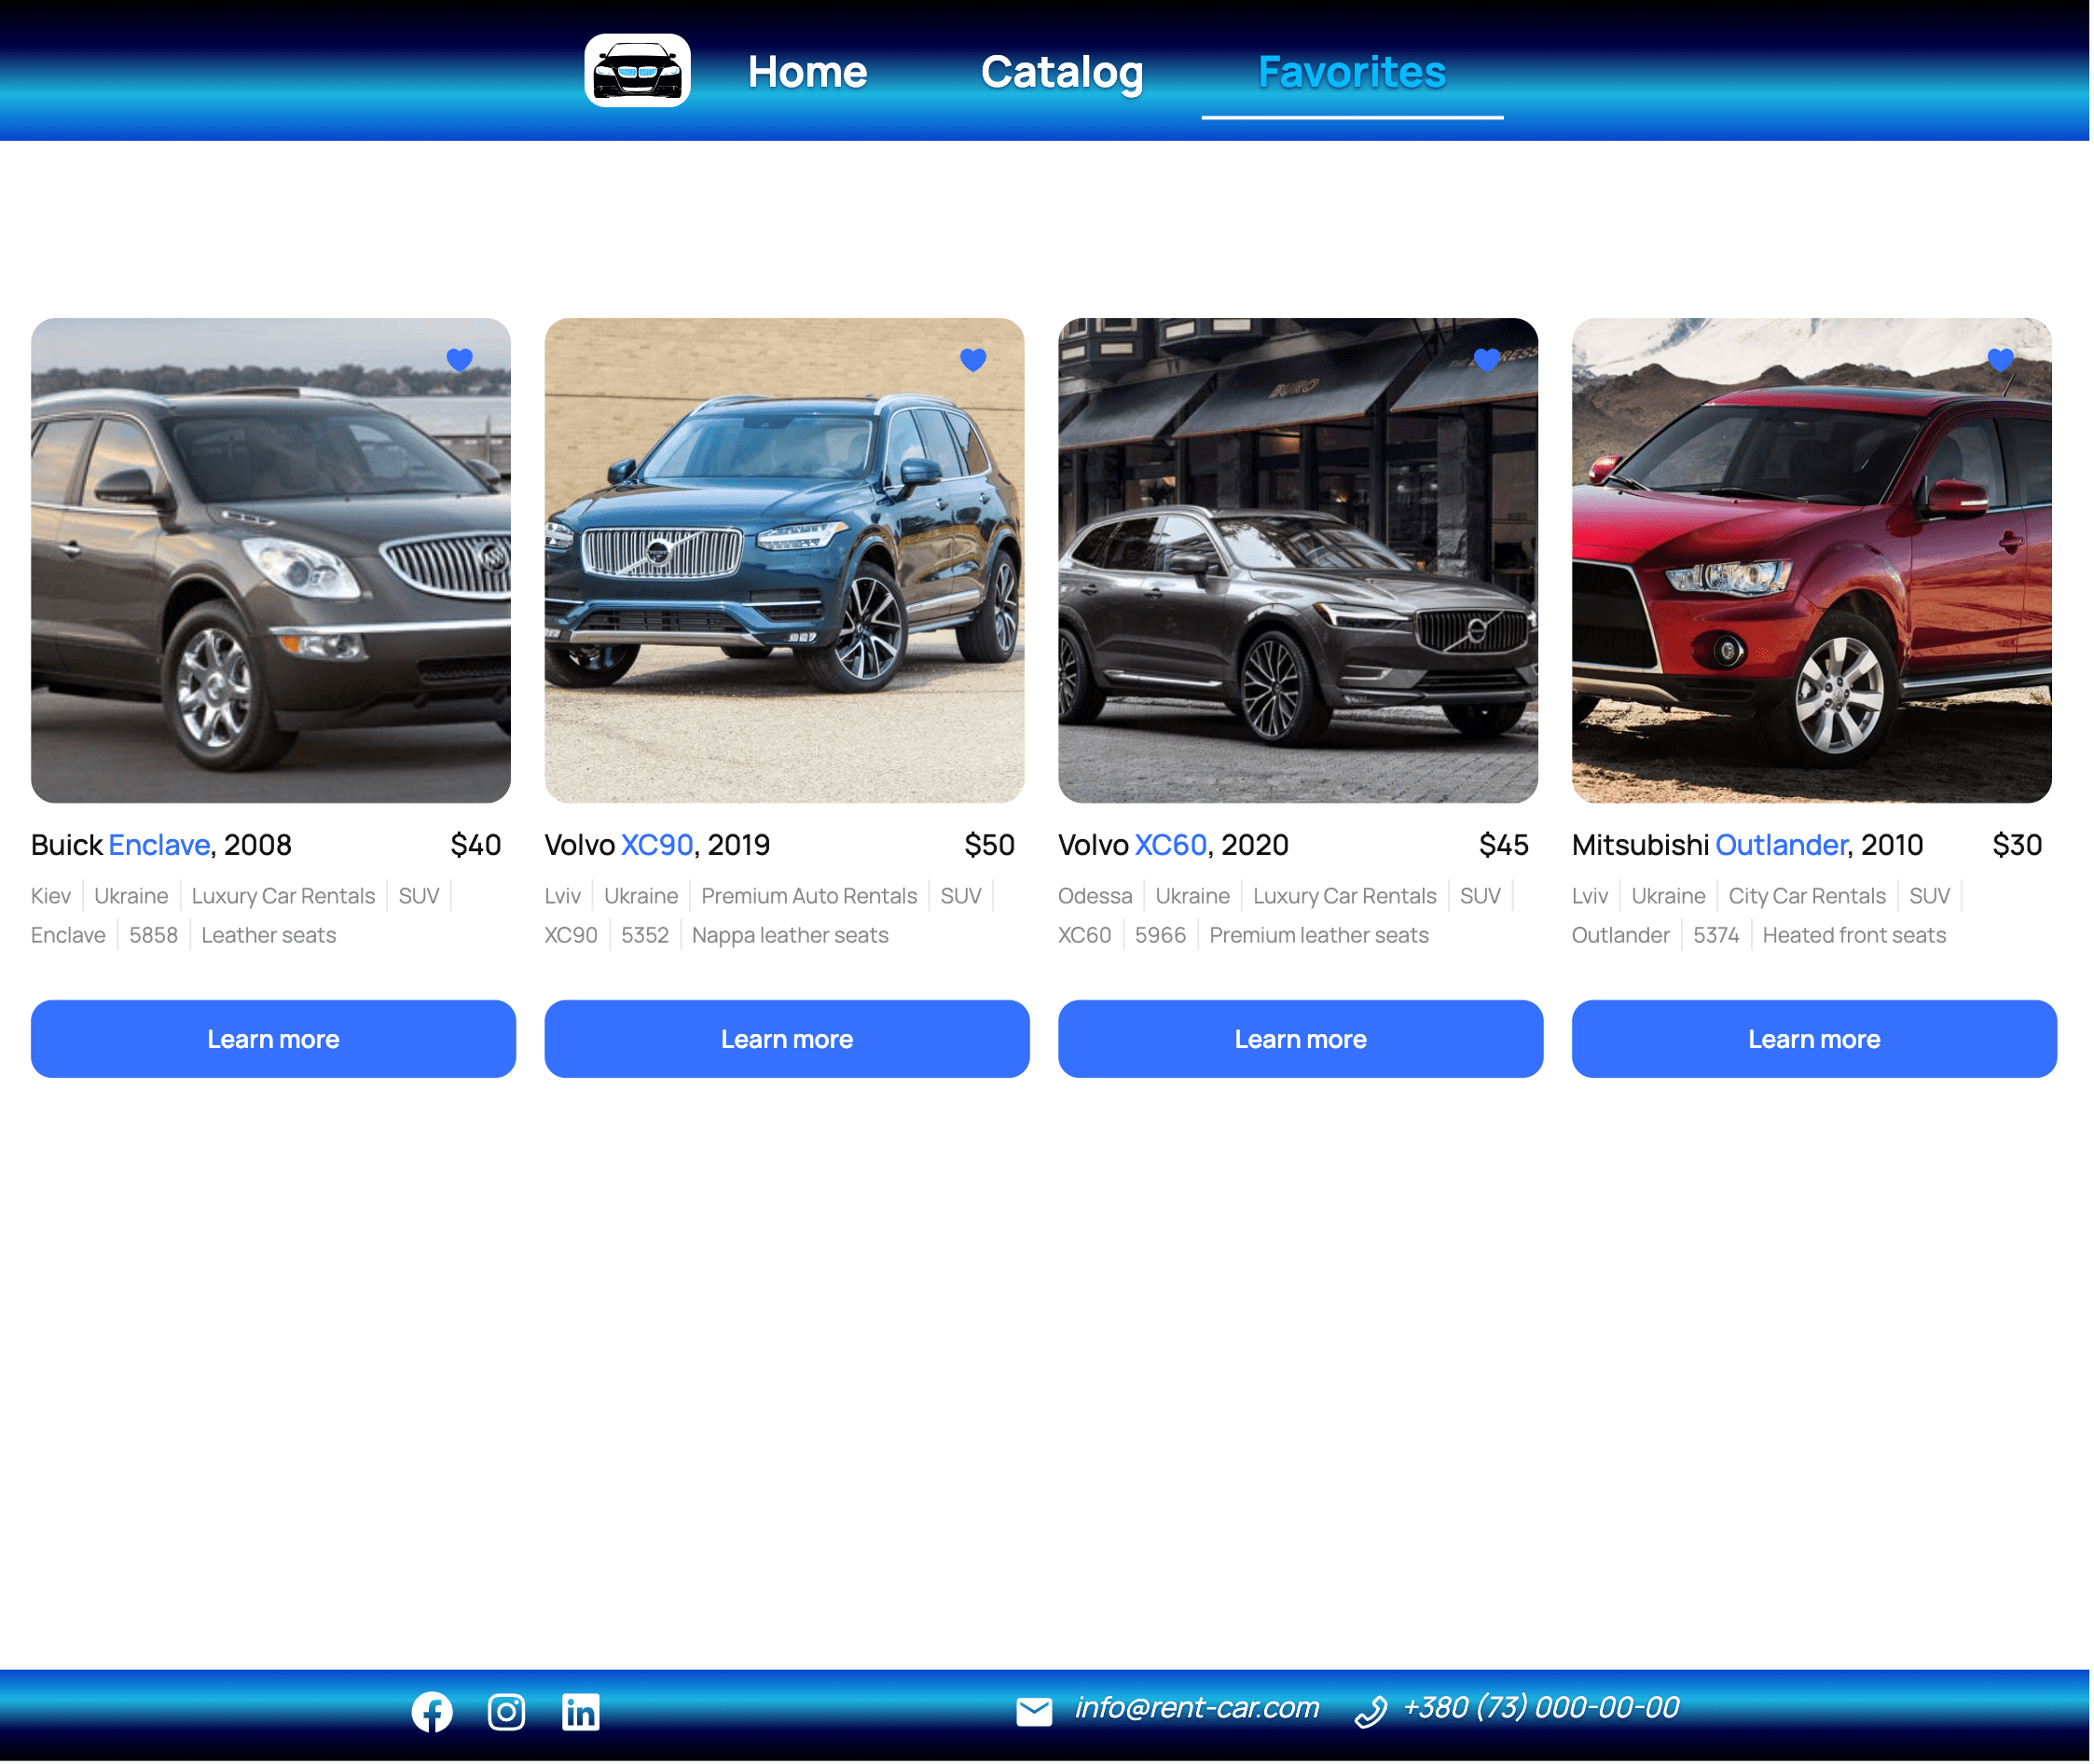 Home Catalog Favorites
Buick Enclave, 2008 $40
Kiev Ukraine Luxury Car Rentals SUV
Enclave 5858 Leather seats
Learn more
Volvo XC90, 2019 $50
Lviv Ukraine Premium Auto Rentals SUV
XC90 5352 Nappa leather seats
Learn more
BURO
Volvo XC60, 2020 $45
Odessa Ukraine Luxury Car Rentals SUV
XC60 5966 Premium leather seats
Learn more
Mitsubishi Outlander, 2010 $30
Lviv Ukraine City Car Rentals SUV
Outlander 5374 Heated front seats
Learn more
info@rent-car.com +380 (73) 000-00-00